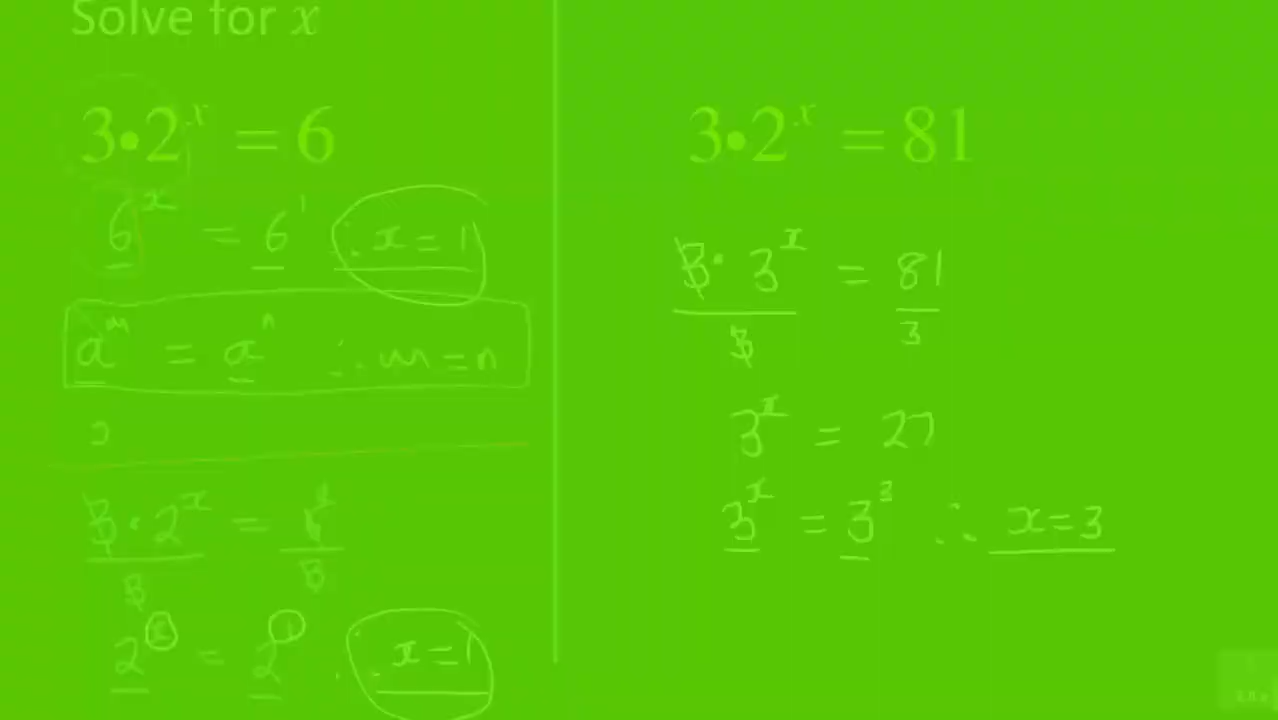 Solve for x
3•2^x = 6
6^x = 6^1 ∴ x = 1
a^m = a^n ∴ m = n
3•2^x = 6
3 3
2^x = 2^1 ∴ x = 1
3•2^x = 81
3•3^x = 81
3 3
3^x = 27
3^x = 3^3 ∴ x = 3